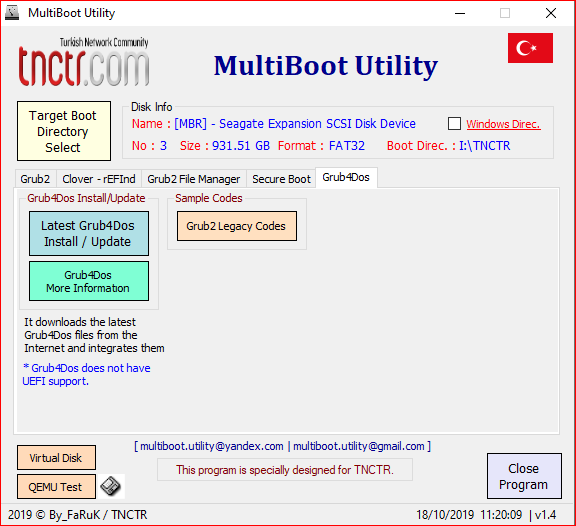 MultiBoot Utility
Turkish Network Community
tnctr.com
MultiBoot Utility
Target Boot
Directory
Select
Disk Info
Name : [MBR] - Seagate Expansion SCSI Disk Device
Windows Direc.
No : 3 Size : 931.51 GB Format : FAT32 Boot Direc. : I:\TNCTR
Grub2
Clover - rEFInd
Grub2 File Manager
Secure Boot
Grub4Dos
Grub4Dos Install/Update
Latest Grub4Dos
Install / Update
Grub4Dos
More Information
Sample Codes
Grub2 Legacy Codes
It downloads the latest
Grub4Dos files from the
Internet and integrates them
* Grub4Dos does not have
UEFI support.
[ multiboot.utility@yandex.com | multiboot.utility@gmail.com ]
Virtual Disk
This program is specially designed for TNCTR.
QEMU Test
Close
Program
2019 © By_FaRuK / TNCTR
18/10/2019 11:20:09 | v1.4